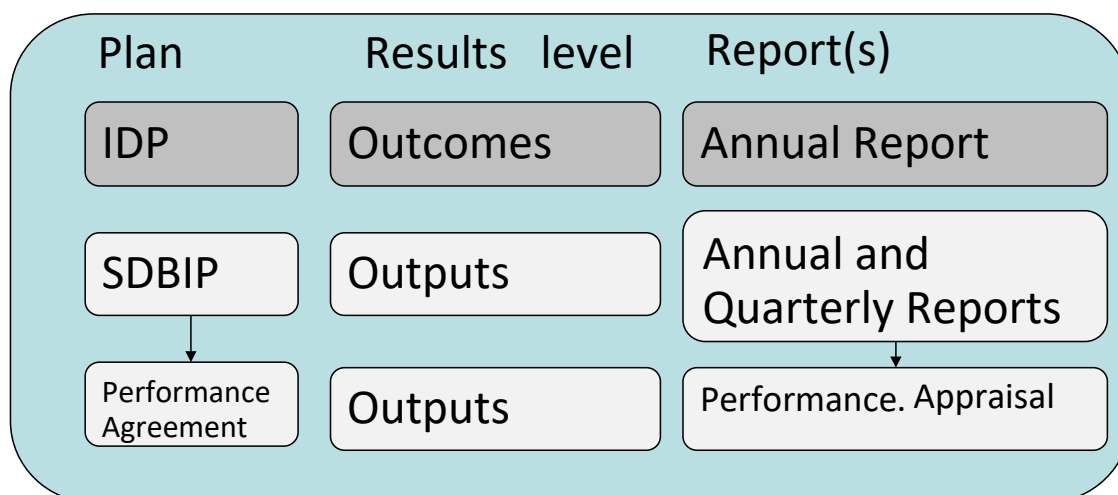 Plan Results level Report(s)
IDP Outcomes Annual Report
SDBIP Outputs Annual and
Quarterly Reports
Performance
Agreement
Outputs
Performance. Appraisal